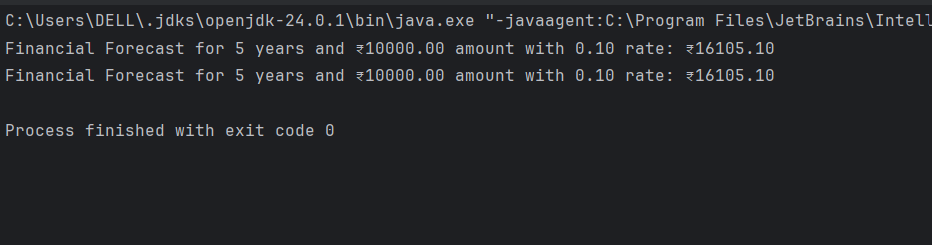 C:\Users\DELL\.jdks\openjdk-24.0.1\bin\java.exe "-javaagent:C:\Program Files\JetBrains\Intell
Financial Forecast for 5 years and ₹10000.00 amount with 0.10 rate: ₹16105.10
Financial Forecast for 5 years and ₹10000.00 amount with 0.10 rate: ₹16105.10
Process finished with exit code 0